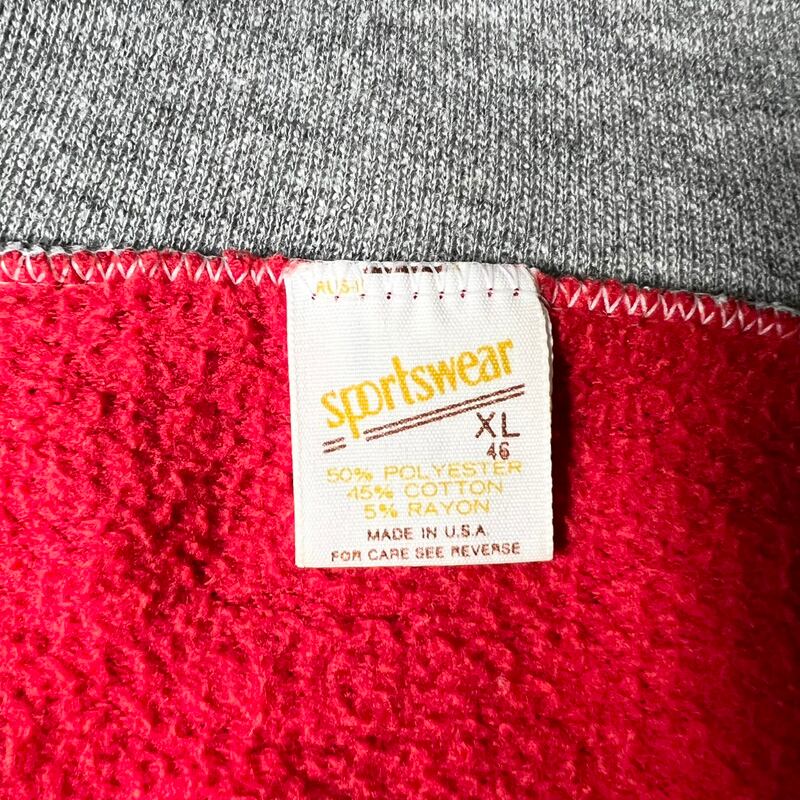 sportswear
XL
46
50% POLYESTER
45% COTTON
5% RAYON
MADE IN U.S.A.
FOR CARE SEE REVERSE